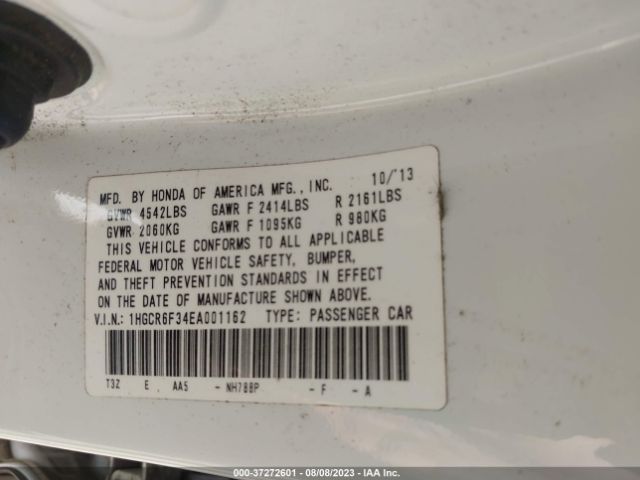 MFD. BY HONDA OF AMERICA MFG., INC. 10/'13
GVWR 4542LBS GAWR F 2414LBS R 2161LBS
GVWR 2060KG GAWR F 1095KG R 980KG
THIS VEHICLE CONFORMS TO ALL APPLICABLE
FEDERAL MOTOR VEHICLE SAFETY, BUMPER,
AND THEFT PREVENTION STANDARDS IN EFFECT
ON THE DATE OF MANUFACTURE SHOWN ABOVE.
V.I.N.: 1HGCR6F34EA001162 TYPE: PASSENGER CAR
T3Z E AA5 - NH788P - F - A
000-37272601 - 08/08/2023 - IAA Inc.